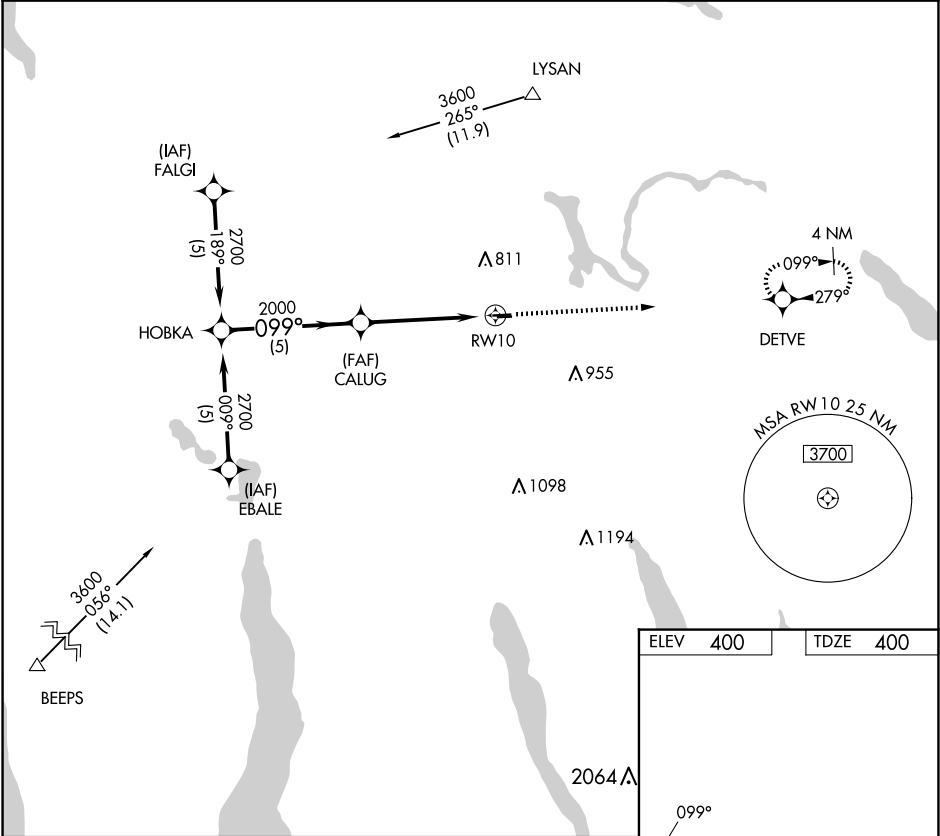 LYSAN
3600
265°
(11.9)
(IAF)
FALGI
2700
189°
(5)
811
4 NM
099°
279°
DETVE
HOBKA
2000
099°
(5)
(FAF)
CALUG
RW10
955
2700
009°
(5)
(IAF)
EBALE
MSA RW10 25 NM
3700
1098
1194
3600
056°
(14.1)
BEEPS
ELEV 400
TDZE 400
2064
099°